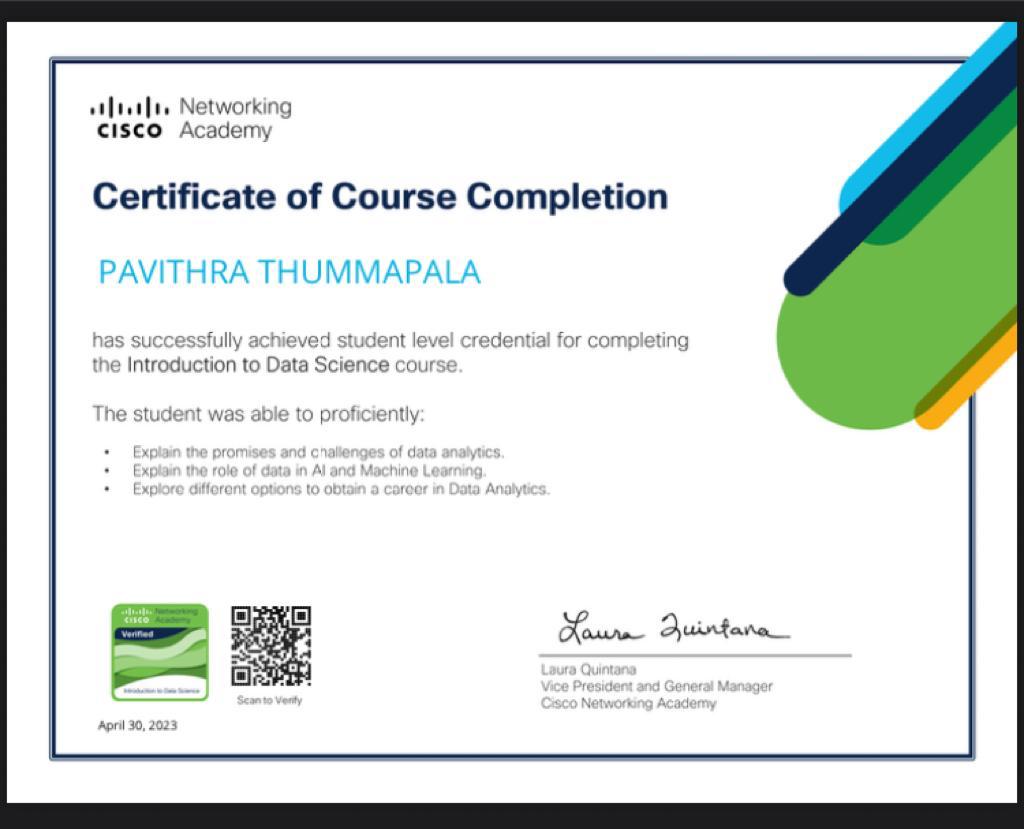 Networking
CISCO Academy
Certificate of Course Completion
PAVITHRA THUMMAPALA
has successfully achieved student level credential for completing
the Introduction to Data Science course.
The student was able to proficiently:
• Explain the promises and challenges of data analytics.
• Explain the role of data in AI and Machine Learning.
• Explore different options to obtain a career in Data Analytics.
Networking
CISCO Academy
Verified
Introduction to Data Science
Scan to Verify
April 30, 2023
Laura Quintana
Laura Quintana
Vice President and General Manager
Cisco Networking Academy